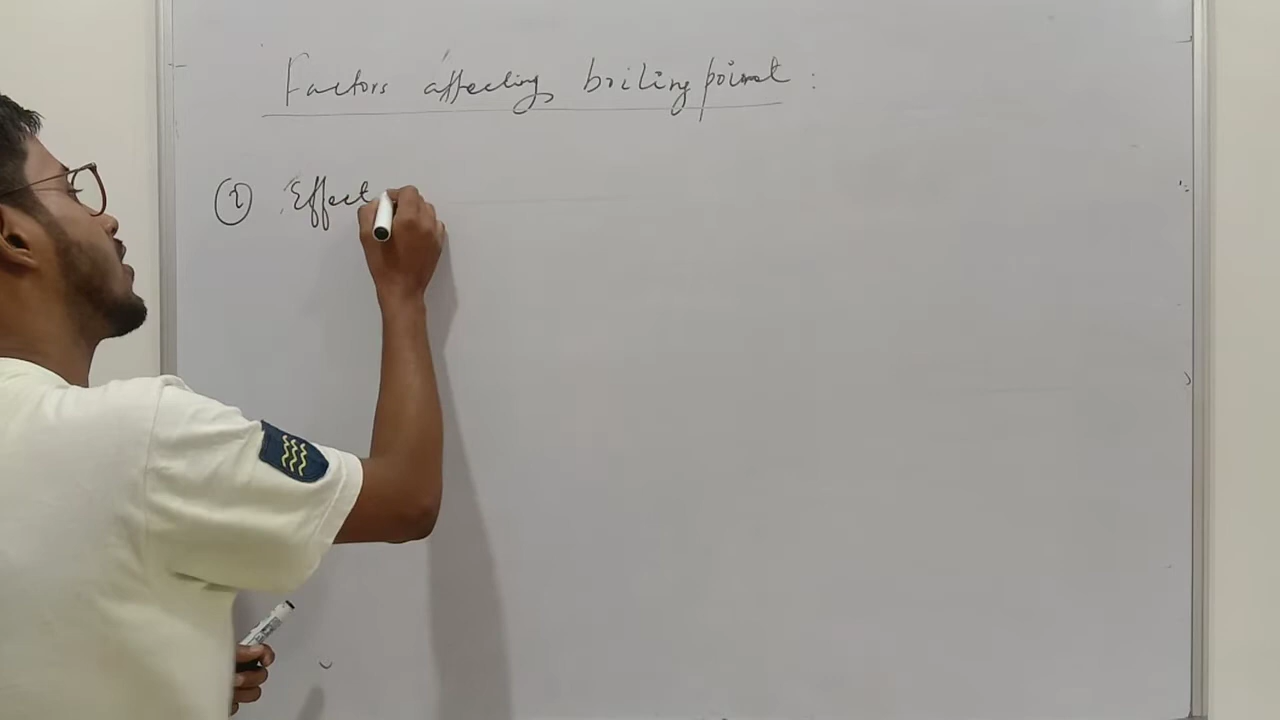 Factors affecting boiling point :
① Effect